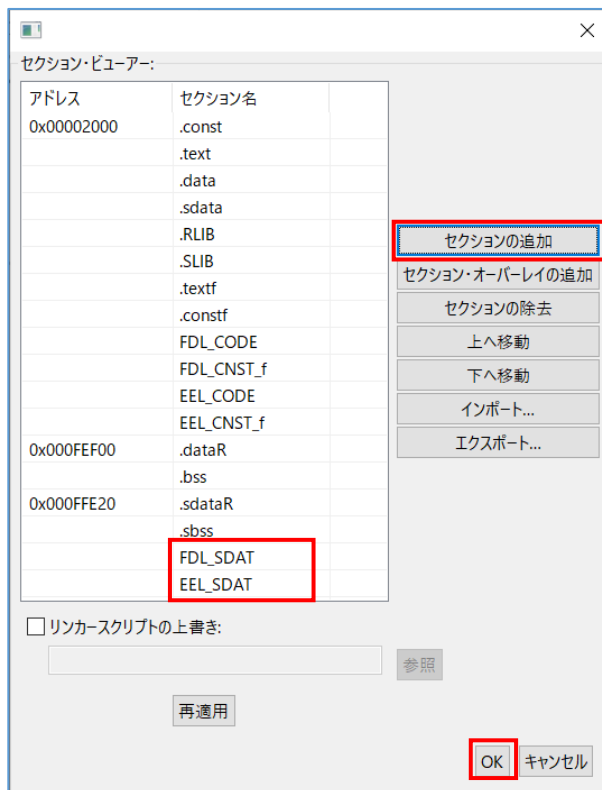 セクション・ビューアー:
アドレス セクション名
0x00002000 .const
.text
.data
.sdata
.RLIB
.SLIB
.textf
.constf
FDL_CODE
FDL_CNST_f
EEL_CODE
EEL_CNST_f
0x000FEF00 .dataR
.bss
0x000FFE20 .sdataR
.sbss
FDL_SDAT
EEL_SDAT
セクションの追加
セクション・オーバーレイの追加
セクションの除去
上へ移動
下へ移動
インポート...
エクスポート...
リンカースクリプトの上書き:
参照
再適用
OK キャンセル